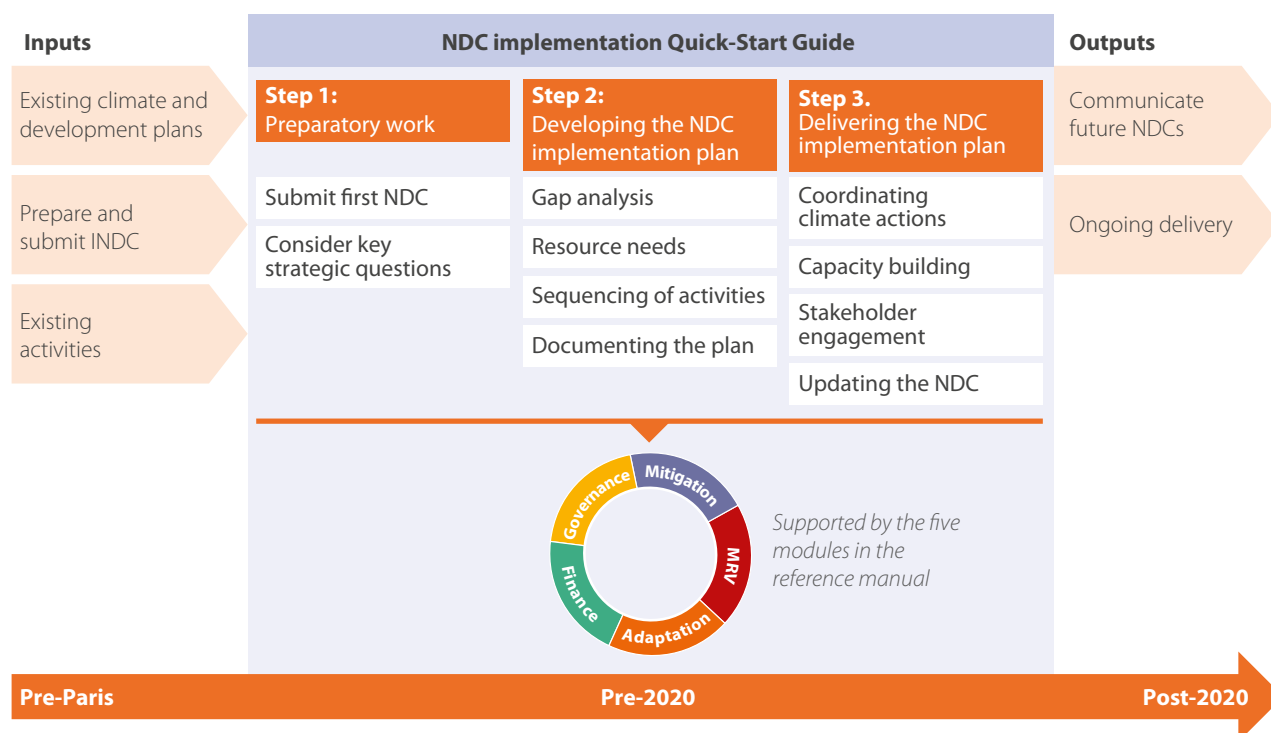 Inputs
Existing climate and
development plans
Prepare and
submit INDC
Existing
activities
NDC implementation Quick-Start Guide
Step 1:
Preparatory work
Submit first NDC
Consider key
strategic questions
Step 2:
Developing the NDC
implementation plan
Gap analysis
Resource needs
Sequencing of activities
Documenting the plan
Step 3.
Delivering the NDC
implementation plan
Coordinating
climate actions
Capacity building
Stakeholder
engagement
Updating the NDC
Outputs
Communicate
future NDCs
Ongoing delivery
Governance
Mitigation
MRV
Adaptation
Finance
Supported by the five
modules in the
reference manual
Pre-Paris
Pre-2020
Post-2020